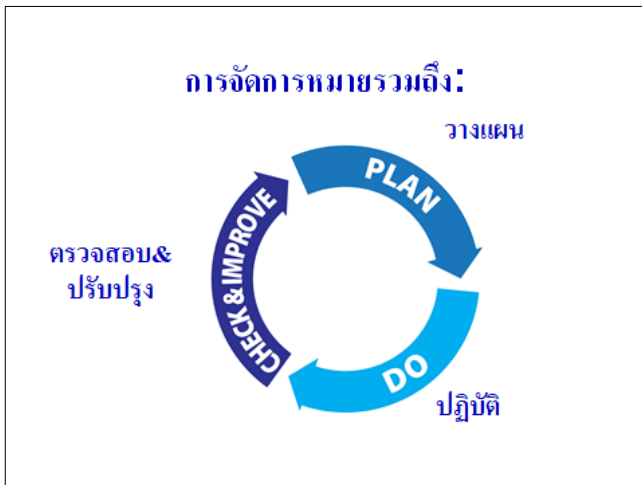 การจัดการหมายรวมถึง:
วางแผน
PLAN
ตรวจสอบ&
ปรับปรุง
CHECK & IMPROVE
DO
ปฏิบัติ